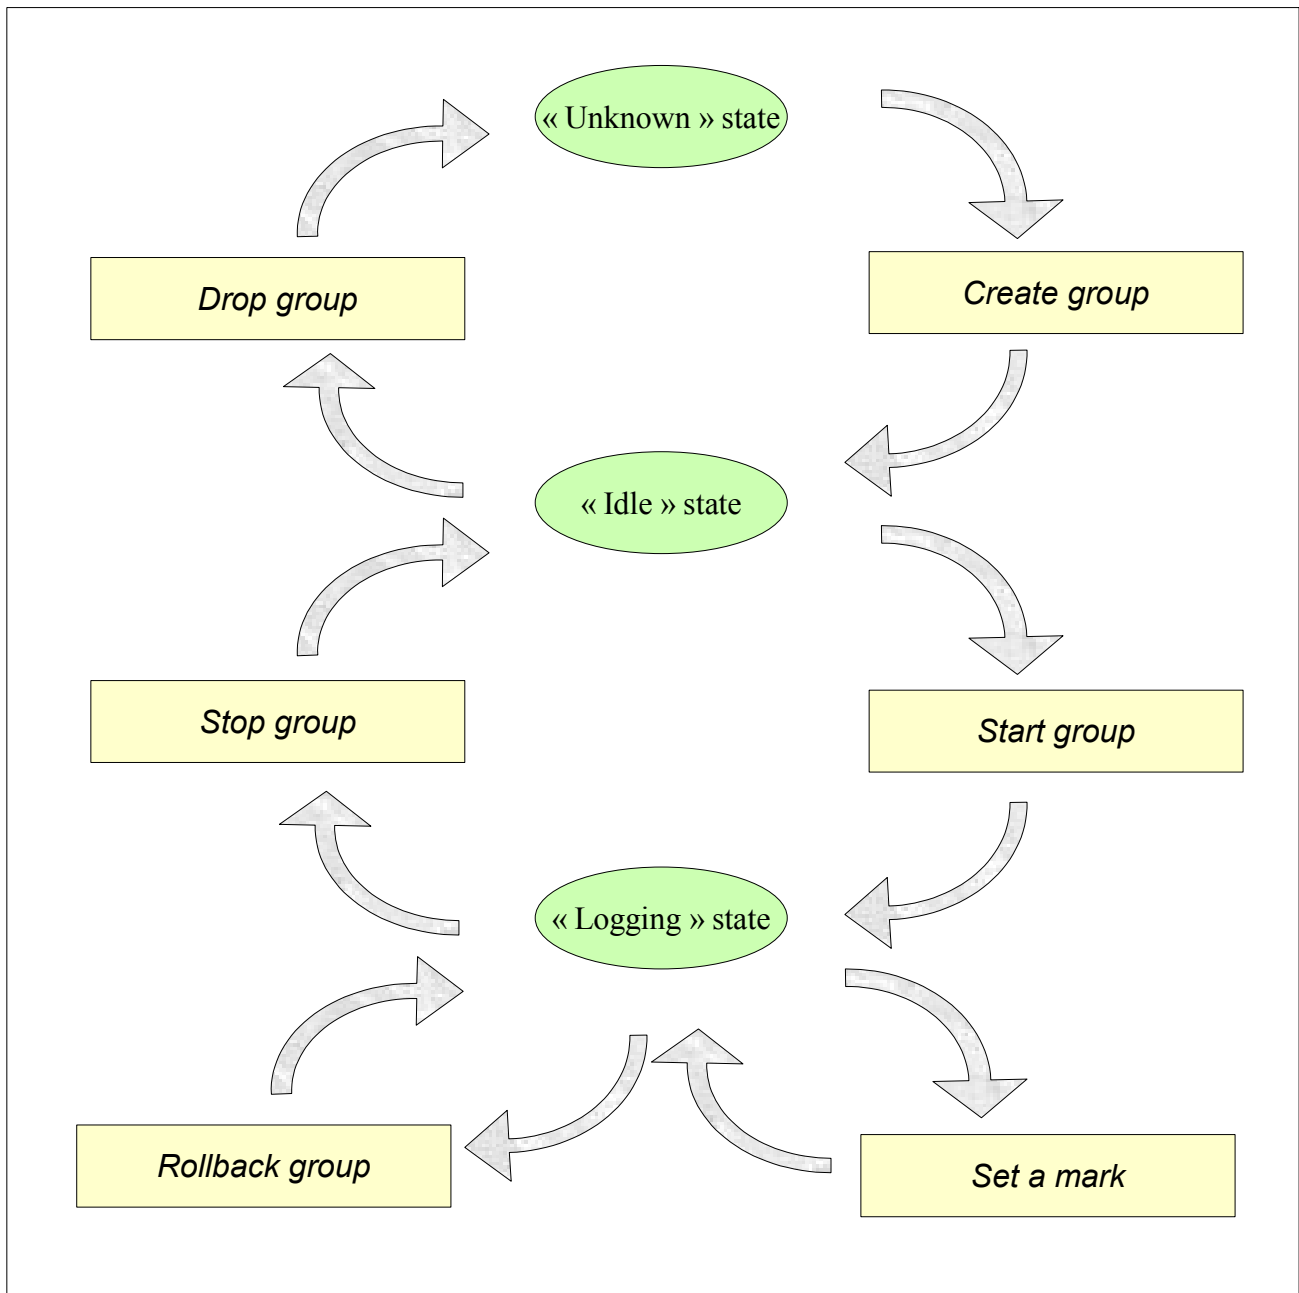 « Unknown » state
Drop group
Create group
« Idle » state
Stop group
Start group
« Logging » state
Rollback group
Set a mark